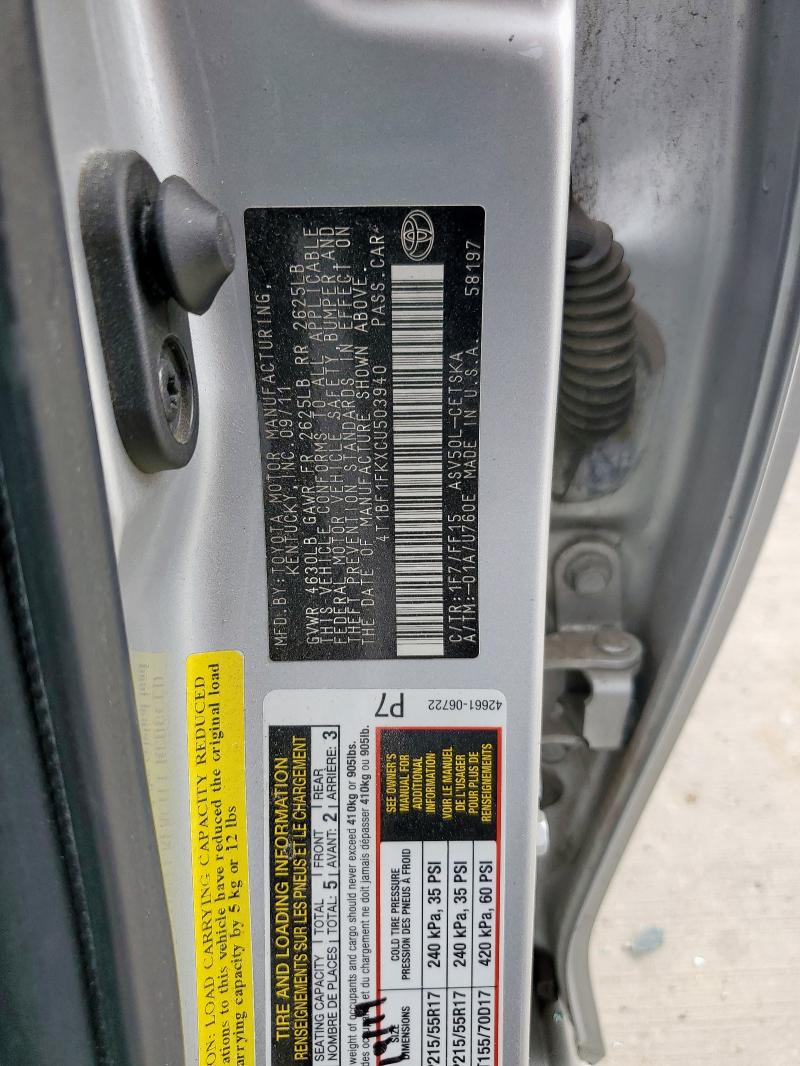 MFD. BY: TOYOTA MOTOR MANUFACTURING,
KENTUCKY, INC. 09/11
GVWR 4630LB GAWR FR 2625LB RR 2625LB
THIS VEHICLE CONFORMS TO ALL APPLICABLE
FEDERAL MOTOR VEHICLE SAFETY, BUMPER, AND
THEFT PREVENTION STANDARDS IN EFFECT ON
THE DATE OF MANUFACTURE SHOWN ABOVE.
4T1BF1FKXCU503940 PASS. CAR
C/TR: 1F7/FF15 ASV50L-CETSKA
A/TM: -01A/U760E MADE IN U.S.A. 58197
ON: LOAD CARRYING CAPACITY REDUCED
ations to this vehicle have reduced the original load
arrying capacity by 5 kg or 12 lbs
TIRE AND LOADING INFORMATION
RENSEIGNEMENTS SUR LES PNEUS ET LE CHARGEMENT
SEATING CAPACITY TOTAL FRONT REAR
NOMBRE DE PLACES TOTAL: 5 AVANT: 2 ARRIÈRE: 3
weight of occupants and cargo should never exceed 410kg or 905lbs.
des occupants et du chargement ne doit jamais dépasser 410kg ou 905lb.
SIZE
DIMENSIONS
COLD TIRE PRESSURE
PRESSION DES PNEUS À FROID
P215/55R17 240 kPa, 35 PSI
P215/55R17 240 kPa, 35 PSI
T155/70D17 420 kPa, 60 PSI
SEE OWNER'S
MANUAL FOR
ADDITIONAL
INFORMATION
VOIR LE MANUEL
DE L'USAGER
POUR PLUS DE
RENSEIGNEMENTS
P7
42661-06722